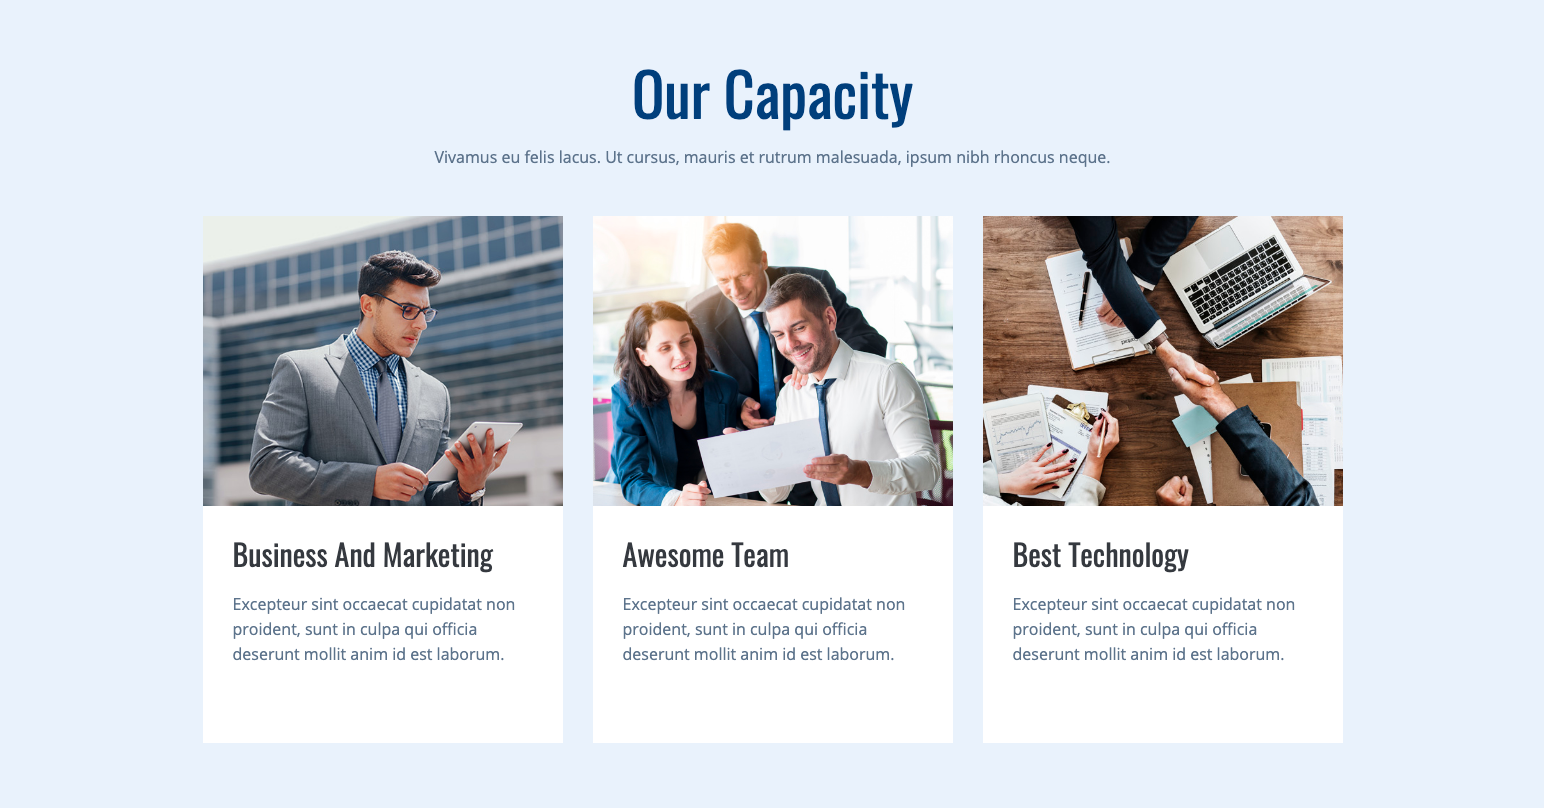 Our Capacity
Vivamus eu felis lacus. Ut cursus, mauris et rutrum malesuada, ipsum nibh rhoncus neque.
Business And Marketing
Excepteur sint occaecat cupidatat non
proident, sunt in culpa qui officia
deserunt mollit anim id est laborum.
Awesome Team
Excepteur sint occaecat cupidatat non
proident, sunt in culpa qui officia
deserunt mollit anim id est laborum.
Best Technology
Excepteur sint occaecat cupidatat non
proident, sunt in culpa qui officia
deserunt mollit anim id est laborum.